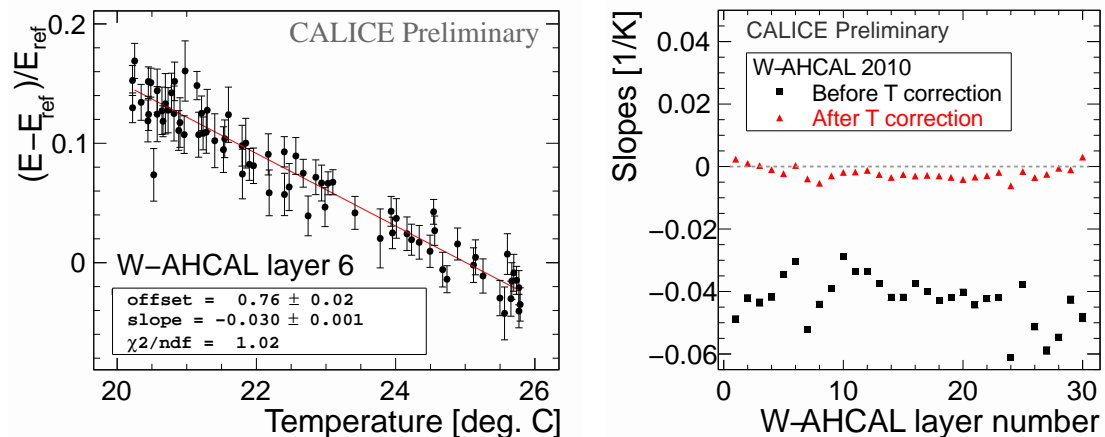 CALICE Preliminary
(E−E_ref)/E_ref
0.2
0.1
0
W−AHCAL layer 6
offset = 0.76 ± 0.02
slope = −0.030 ± 0.001
χ2/ndf = 1.02
20 22 24 26
Temperature [deg. C]
CALICE Preliminary
W−AHCAL 2010
Before T correction
After T correction
Slopes [1/K]
0.04
0.02
0
−0.02
−0.04
−0.06
0 10 20 30
W−AHCAL layer number